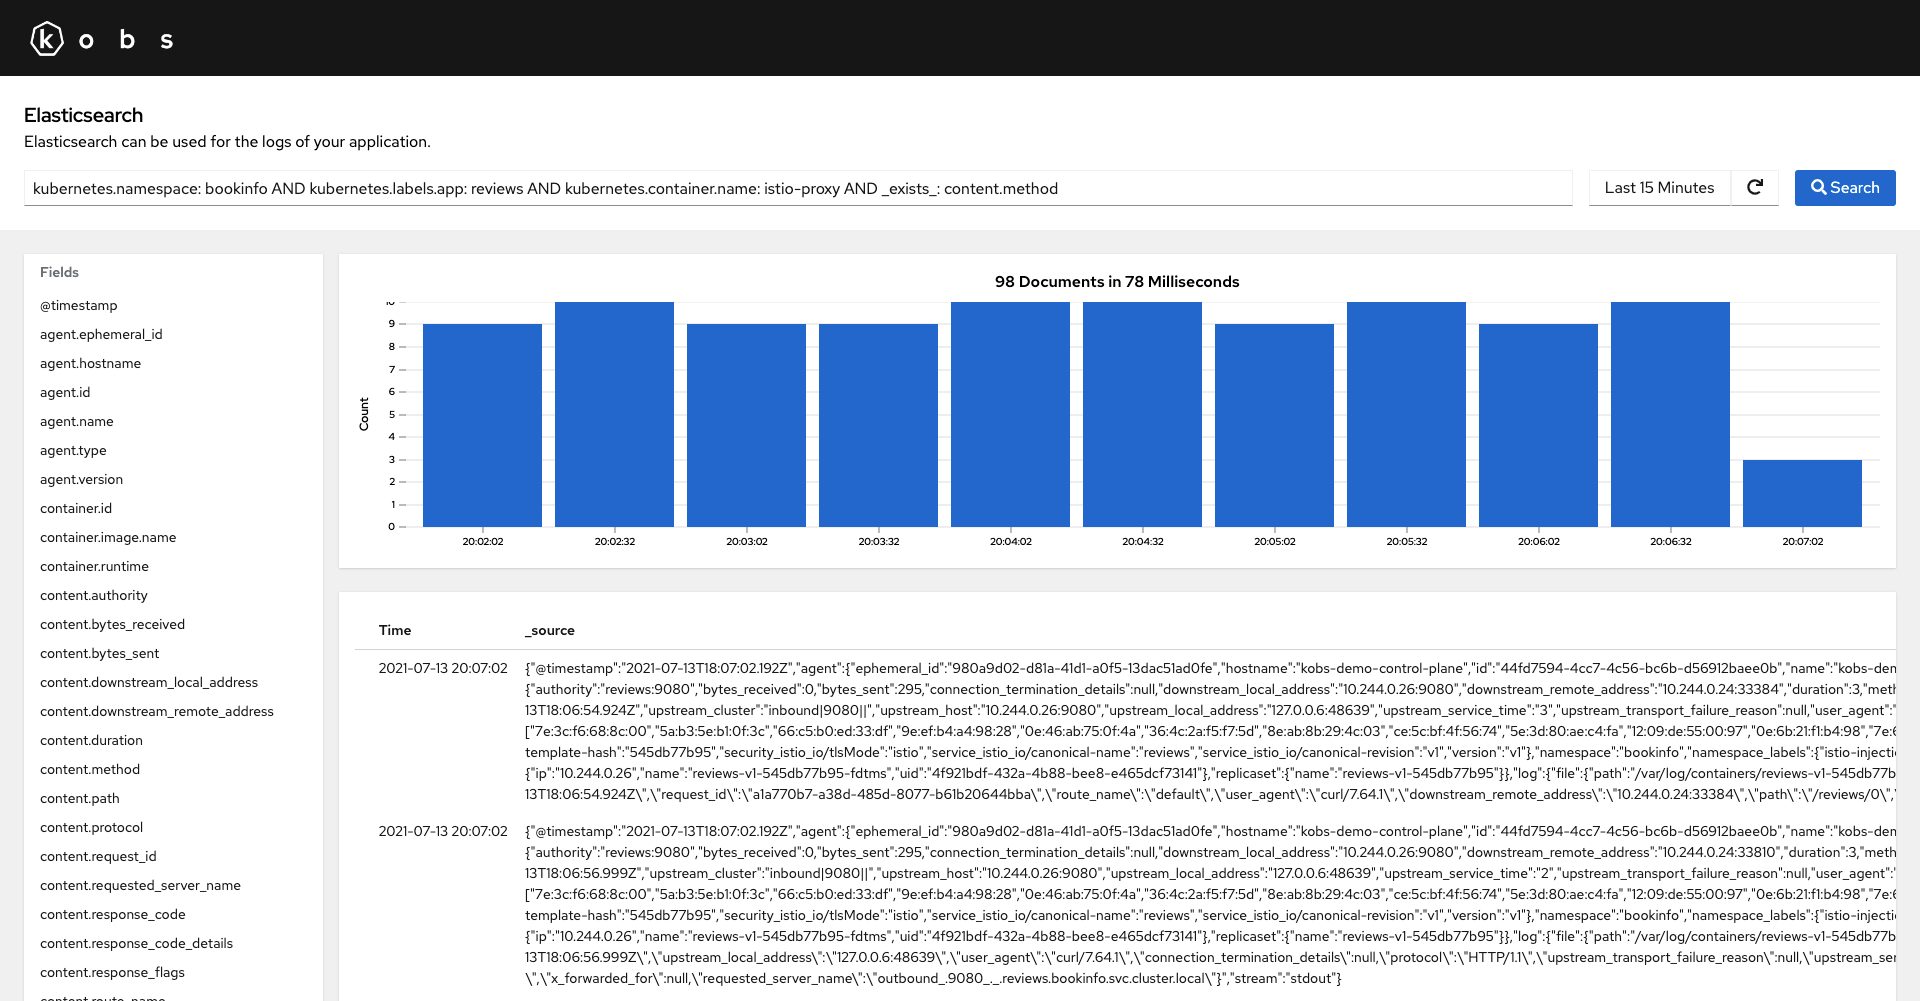 k o b s
Elasticsearch
Elasticsearch can be used for the logs of your application.
kubernetes.namespace: bookinfo AND kubernetes.labels.app: reviews AND kubernetes.container.name: istio-proxy AND _exists_: content.method
Last 15 Minutes
Search
Fields
@timestamp
agent.ephemeral_id
agent.hostname
agent.id
agent.name
agent.type
agent.version
container.id
container.image.name
container.runtime
content.authority
content.bytes_received
content.bytes_sent
content.downstream_local_address
content.downstream_remote_address
content.duration
content.method
content.path
content.protocol
content.request_id
content.requested_server_name
content.response_code
content.response_code_details
content.response_flags
content.route_name
98 Documents in 78 Milliseconds
Count
10
9
8
7
6
5
4
3
2
1
0
20:02:02 20:02:32 20:03:02 20:03:32 20:04:02 20:04:32 20:05:02 20:05:32 20:06:02 20:06:32 20:07:02
Time _source
2021-07-13 20:07:02 {"@timestamp":"2021-07-13T18:07:02.192Z","agent":{"ephemeral_id":"980a9d02-d81a-41d1-a0f5-13dac51ad0fe","hostname":"kobs-demo-control-plane","id":"44fd7594-4cc7-4c56-bc6b-d56912baee0b","name":"kobs-den
{"authority":"reviews:9080","bytes_received":0,"bytes_sent":295,"connection_termination_details":null,"downstream_local_address":"10.244.0.26:9080","downstream_remote_address":"10.244.0.24:33384","duration":3,"meth
13T18:06:54.924Z","upstream_cluster":"inbound|9080||","upstream_host":"10.244.0.26:9080","upstream_local_address":"127.0.0.6:48639","upstream_service_time":"3","upstream_transport_failure_reason":null,"user_agent":"
["7e:3c:f6:68:8c:00","5a:b3:5e:b1:0f:3c","66:c5:b0:ed:33:df","9e:ef:b4:a4:98:28","0e:46:ab:75:0f:4a","36:4c:2a:f5:f7:5d","8e:ab:8b:29:4c:03","ce:5c:bf:4f:56:74","5e:3d:80:ae:c4:fa","12:09:de:55:00:97","0e:6b:21:f1:b4:98","7e:6
template-hash":"545db77b95","security_istio_io/tlsMode":"istio","service_istio_io/canonical-name":"reviews","service_istio_io/canonical-revision":"v1","version":"v1"},"namespace":"bookinfo","namespace_labels":{"istio-injectio
{"ip":"10.244.0.26","name":"reviews-v1-545db77b95-fdtms","uid":"4f921bdf-432a-4b88-bee8-e465dcf73141"},"replicaset":{"name":"reviews-v1-545db77b95"}},"log":{"file":{"path":"/var/log/containers/reviews-v1-545db77b
13T18:06:54.924Z\",\"request_id\":\"a1a770b7-a38d-485d-8077-b61b20644bba\",\"route_name\":\"default\",\"user_agent\":\"curl/7.64.1\",\"downstream_remote_address\":\"10.244.0.24:33384\",\"path\":\"/reviews/0\",
2021-07-13 20:07:02 {"@timestamp":"2021-07-13T18:07:02.192Z","agent":{"ephemeral_id":"980a9d02-d81a-41d1-a0f5-13dac51ad0fe","hostname":"kobs-demo-control-plane","id":"44fd7594-4cc7-4c56-bc6b-d56912baee0b","name":"kobs-den
{"authority":"reviews:9080","bytes_received":0,"bytes_sent":295,"connection_termination_details":null,"downstream_local_address":"10.244.0.26:9080","downstream_remote_address":"10.244.0.24:33810","duration":3,"meth
13T18:06:56.999Z","upstream_cluster":"inbound|9080||","upstream_host":"10.244.0.26:9080","upstream_local_address":"127.0.0.6:48639","upstream_service_time":"2","upstream_transport_failure_reason":null,"user_agent":"
["7e:3c:f6:68:8c:00","5a:b3:5e:b1:0f:3c","66:c5:b0:ed:33:df","9e:ef:b4:a4:98:28","0e:46:ab:75:0f:4a","36:4c:2a:f5:f7:5d","8e:ab:8b:29:4c:03","ce:5c:bf:4f:56:74","5e:3d:80:ae:c4:fa","12:09:de:55:00:97","0e:6b:21:f1:b4:98","7e:6
template-hash":"545db77b95","security_istio_io/tlsMode":"istio","service_istio_io/canonical-name":"reviews","service_istio_io/canonical-revision":"v1","version":"v1"},"namespace":"bookinfo","namespace_labels":{"istio-injectio
{"ip":"10.244.0.26","name":"reviews-v1-545db77b95-fdtms","uid":"4f921bdf-432a-4b88-bee8-e465dcf73141"},"replicaset":{"name":"reviews-v1-545db77b95"}},"log":{"file":{"path":"/var/log/containers/reviews-v1-545db77b
13T18:06:56.999Z\",\"upstream_local_address\":\"127.0.0.6:48639\",\"user_agent\":\"curl/7.64.1\",\"connection_termination_details\":null,\"protocol\":\"HTTP/1.1\",\"upstream_transport_failure_reason\":null,\"upstream_ser
\",\"x_forwarded_for\":null,\"requested_server_name\":\"outbound_.9080_._.reviews.bookinfo.svc.cluster.local\"}","stream":"stdout"}